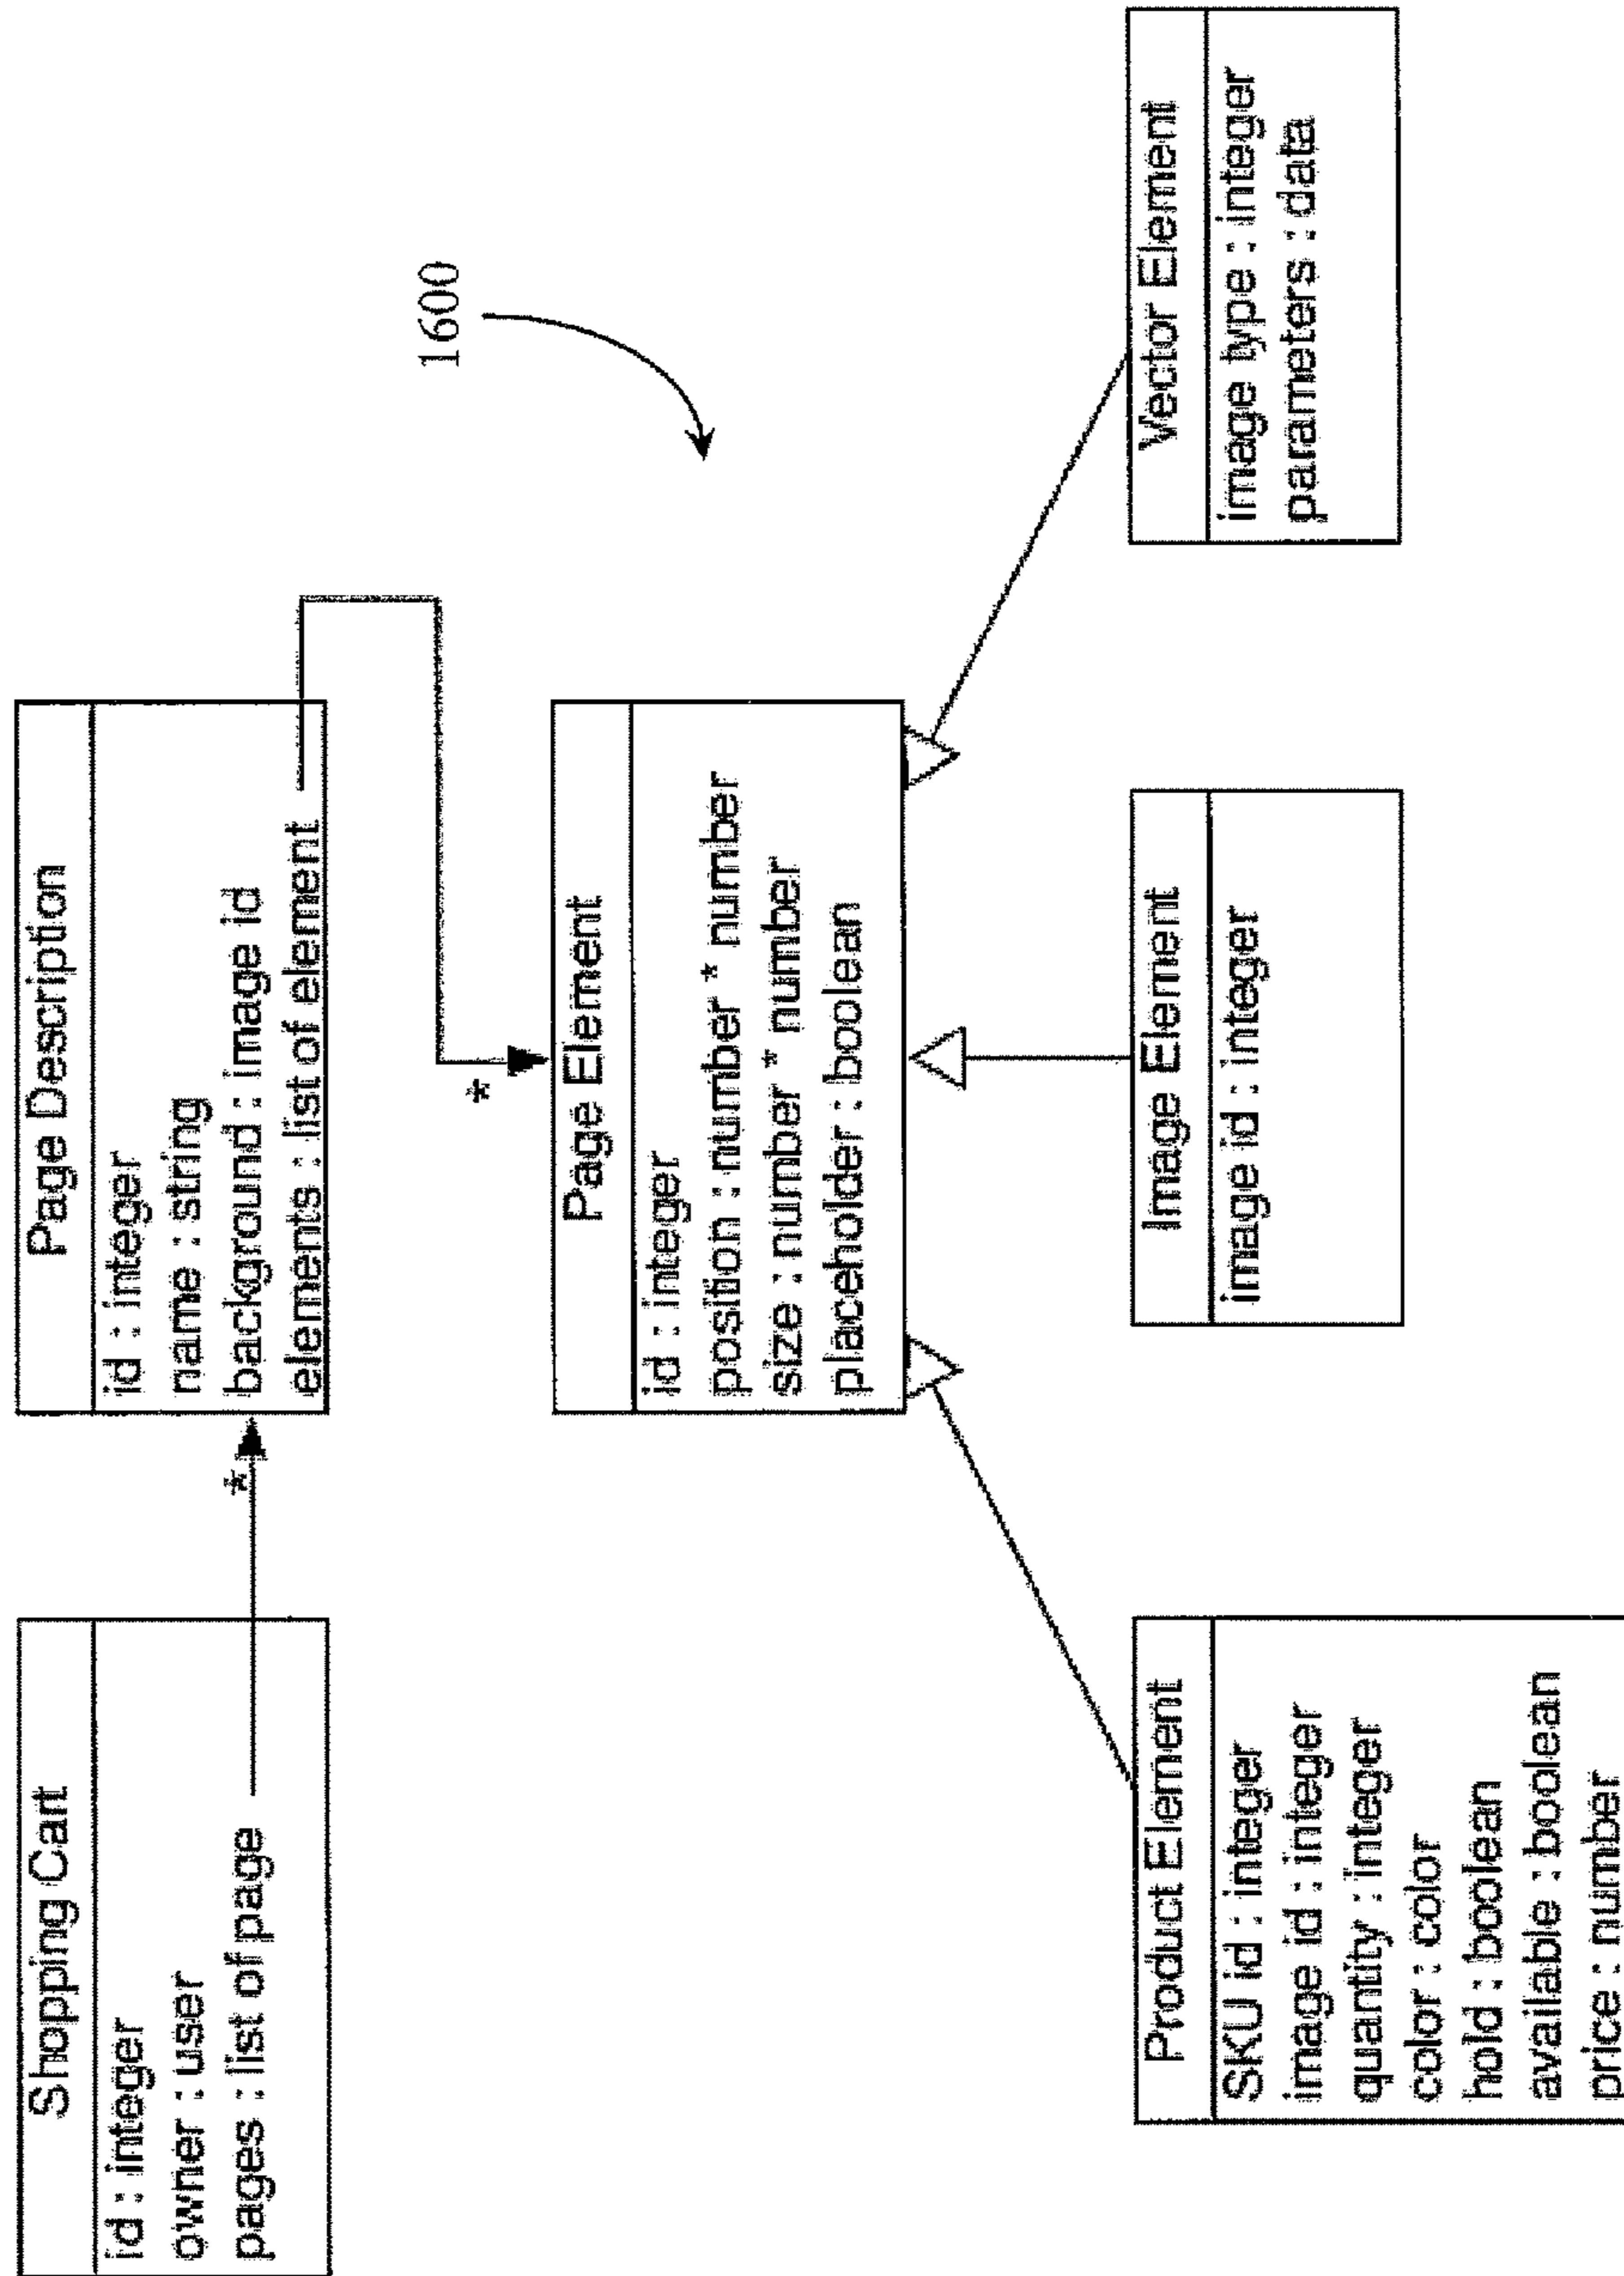 Shopping Cart
id : integer
owner : user
pages : list of page
*
Page Description
id : integer
name : string
background : image id
elements : list of element
*
1600
Page Element
id : integer
position : number * number
size : number * number
placeholder : boolean
Product Element
SKU id : integer
image id : integer
quantity : integer
color : color
hold : boolean
available : boolean
price : number
Image Element
image id : integer
Vector Element
image type : integer
parameters : data